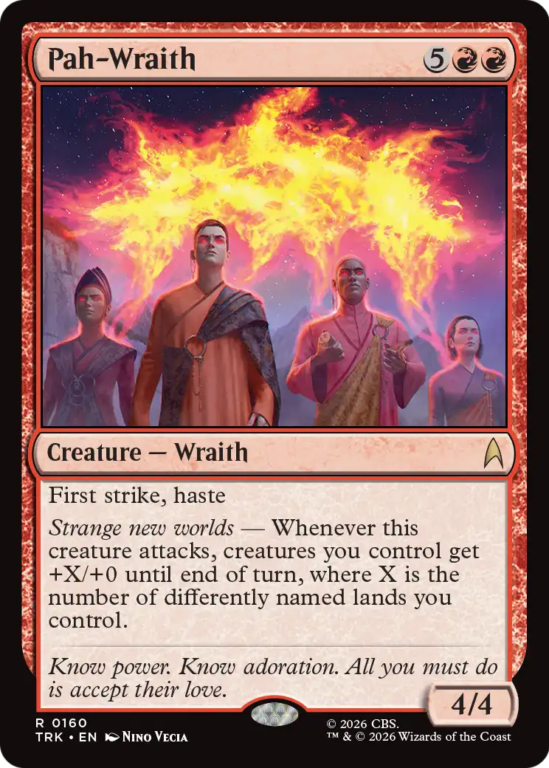 Pah-Wraith 5
Creature — Wraith
First strike, haste
Strange new worlds — Whenever this
creature attacks, creatures you control get
+X/+0 until end of turn, where X is the
number of differently named lands you
control.
Know power. Know adoration. All you must do
is accept their love.
4/4
R 0160
TRK • EN Nino Vecia
© 2026 CBS.
™ & © 2026 Wizards of the Coast